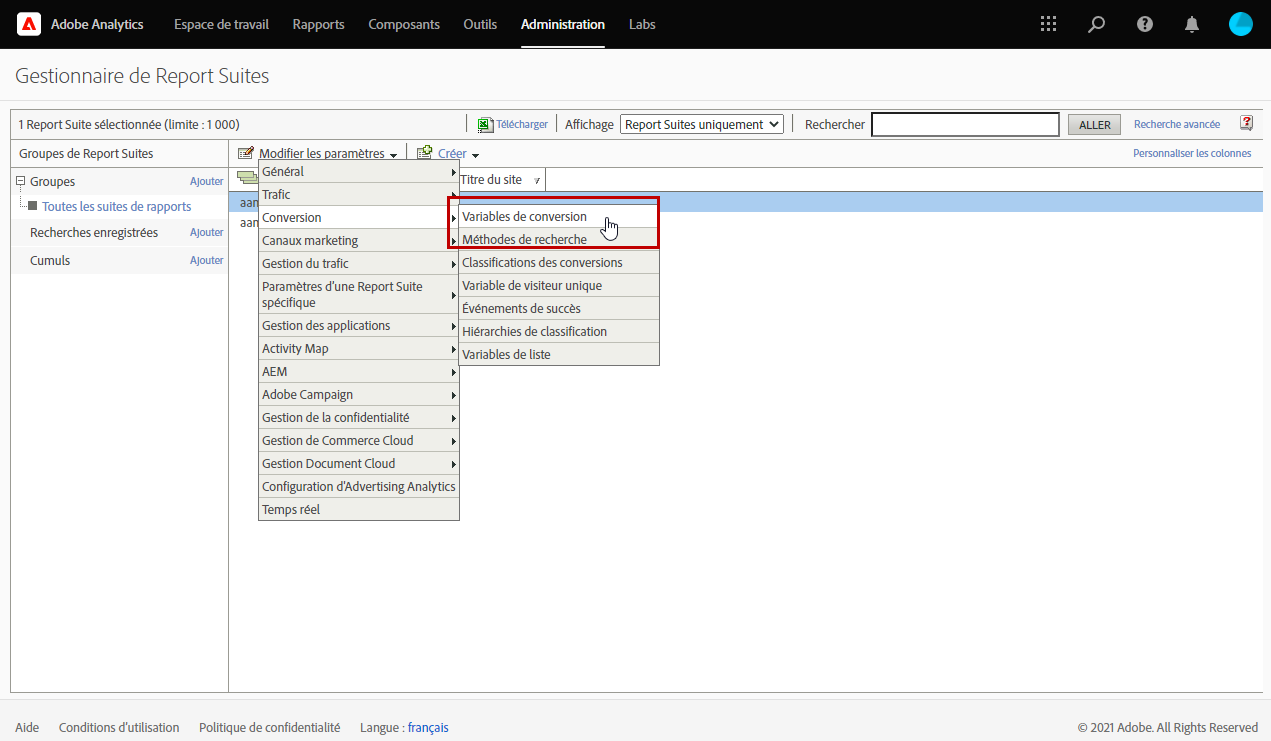 Adobe Analytics Espace de travail Rapports Composants Outils Administration Labs
Gestionnaire de Report Suites
1 Report Suite sélectionnée (limite : 1 000) Télécharger Affichage Report Suites uniquement Rechercher ALLER Recherche avancée
Groupes de Report Suites Modifier les paramètres Créer Personnaliser les colonnes
Groupes Ajouter
Toutes les suites de rapports
Recherches enregistrées Ajouter
Cumuls Ajouter
Titre du site
Général
Trafic
Conversion
Canaux marketing
Gestion du trafic
Paramètres d'une Report Suite
spécifique
Gestion des applications
Activity Map
AEM
Adobe Campaign
Gestion de la confidentialité
Gestion de Commerce Cloud
Gestion Document Cloud
Configuration d'Advertising Analytics
Temps réel
Variables de conversion
Méthodes de recherche
Classifications des conversions
Variable de visiteur unique
Événements de succès
Hiérarchies de classification
Variables de liste
Aide Conditions d'utilisation Politique de confidentialité Langue : français © 2021 Adobe. All Rights Reserved